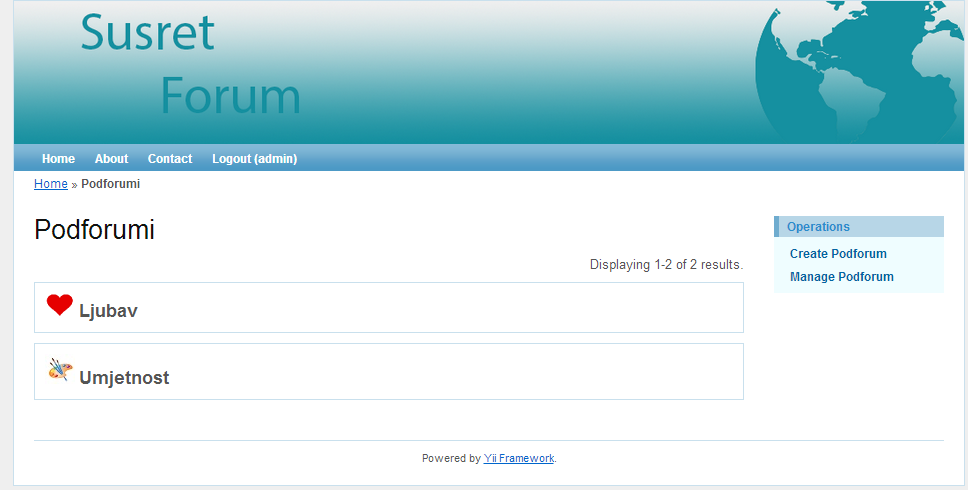 Susret
Forum
Home About Contact Logout (admin)
Home » Podforumi
Podforumi
Displaying 1-2 of 2 results.
Ljubav
Umjetnost
Operations
Create Podforum
Manage Podforum
Powered by Yii Framework.